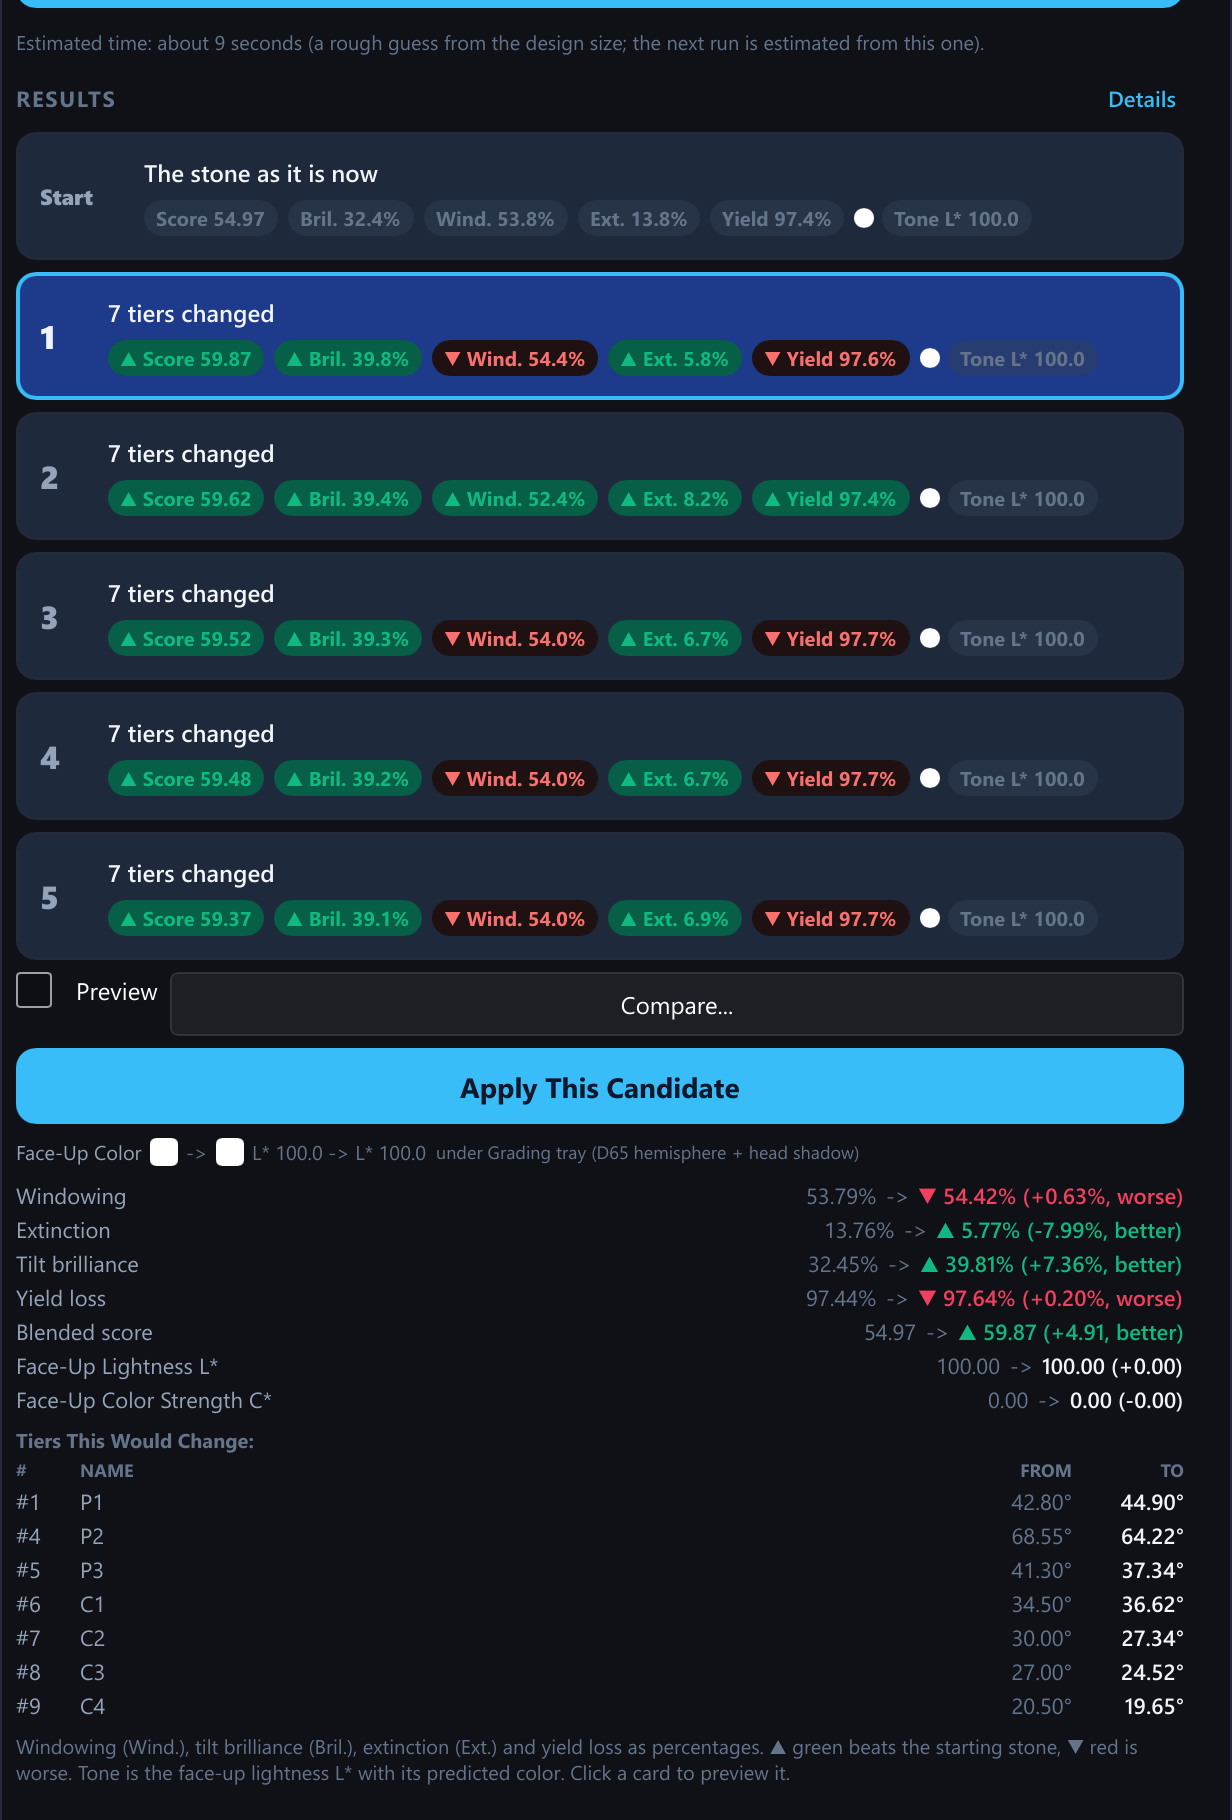 Estimated time: about 9 seconds (a rough guess from the design size; the next run is estimated from this one).
RESULTS Details
Start
The stone as it is now
Score 54.97 Bril. 32.4% Wind. 53.8% Ext. 13.8% Yield 97.4% Tone L* 100.0
1
7 tiers changed
▲ Score 59.87 ▲ Bril. 39.8% ▼ Wind. 54.4% ▲ Ext. 5.8% ▼ Yield 97.6% Tone L* 100.0
2
7 tiers changed
▲ Score 59.62 ▲ Bril. 39.4% ▲ Wind. 52.4% ▲ Ext. 8.2% ▲ Yield 97.4% Tone L* 100.0
3
7 tiers changed
▲ Score 59.52 ▲ Bril. 39.3% ▼ Wind. 54.0% ▲ Ext. 6.7% ▼ Yield 97.7% Tone L* 100.0
4
7 tiers changed
▲ Score 59.48 ▲ Bril. 39.2% ▼ Wind. 54.0% ▲ Ext. 6.7% ▼ Yield 97.7% Tone L* 100.0
5
7 tiers changed
▲ Score 59.37 ▲ Bril. 39.1% ▼ Wind. 54.0% ▲ Ext. 6.9% ▼ Yield 97.7% Tone L* 100.0
Preview Compare...
Apply This Candidate
Face-Up Color -> L* 100.0 -> L* 100.0 under Grading tray (D65 hemisphere + head shadow)
Windowing 53.79% -> ▼ 54.42% (+0.63%, worse)
Extinction 13.76% -> ▲ 5.77% (-7.99%, better)
Tilt brilliance 32.45% -> ▲ 39.81% (+7.36%, better)
Yield loss 97.44% -> ▼ 97.64% (+0.20%, worse)
Blended score 54.97 -> ▲ 59.87 (+4.91, better)
Face-Up Lightness L* 100.00 -> 100.00 (+0.00)
Face-Up Color Strength C* 0.00 -> 0.00 (-0.00)
Tiers This Would Change:
# NAME FROM TO
#1 P1 42.80° 44.90°
#4 P2 68.55° 64.22°
#5 P3 41.30° 37.34°
#6 C1 34.50° 36.62°
#7 C2 30.00° 27.34°
#8 C3 27.00° 24.52°
#9 C4 20.50° 19.65°
Windowing (Wind.), tilt brilliance (Bril.), extinction (Ext.) and yield loss as percentages. ▲ green beats the starting stone, ▼ red is
worse. Tone is the face-up lightness L* with its predicted color. Click a card to preview it.